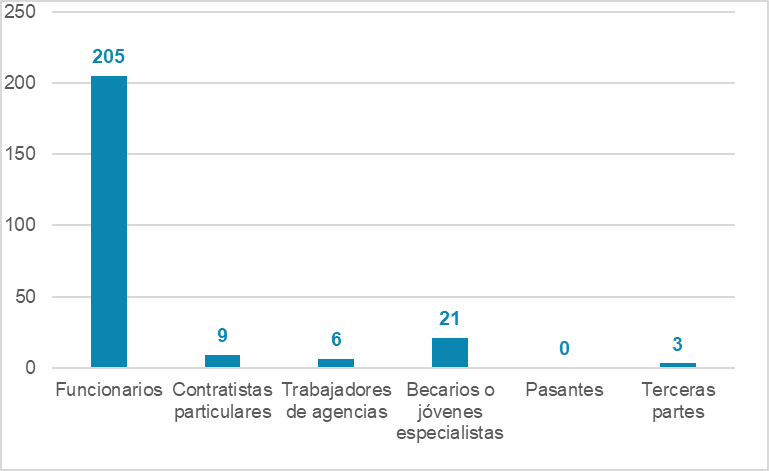 250
200
150
100
50
0
205
9
6
21
0
3
Funcionarios
Contratistas
particulares
Trabajadores
de agencias
Becarios o
jóvenes
especialistas
Pasantes
Terceras
partes